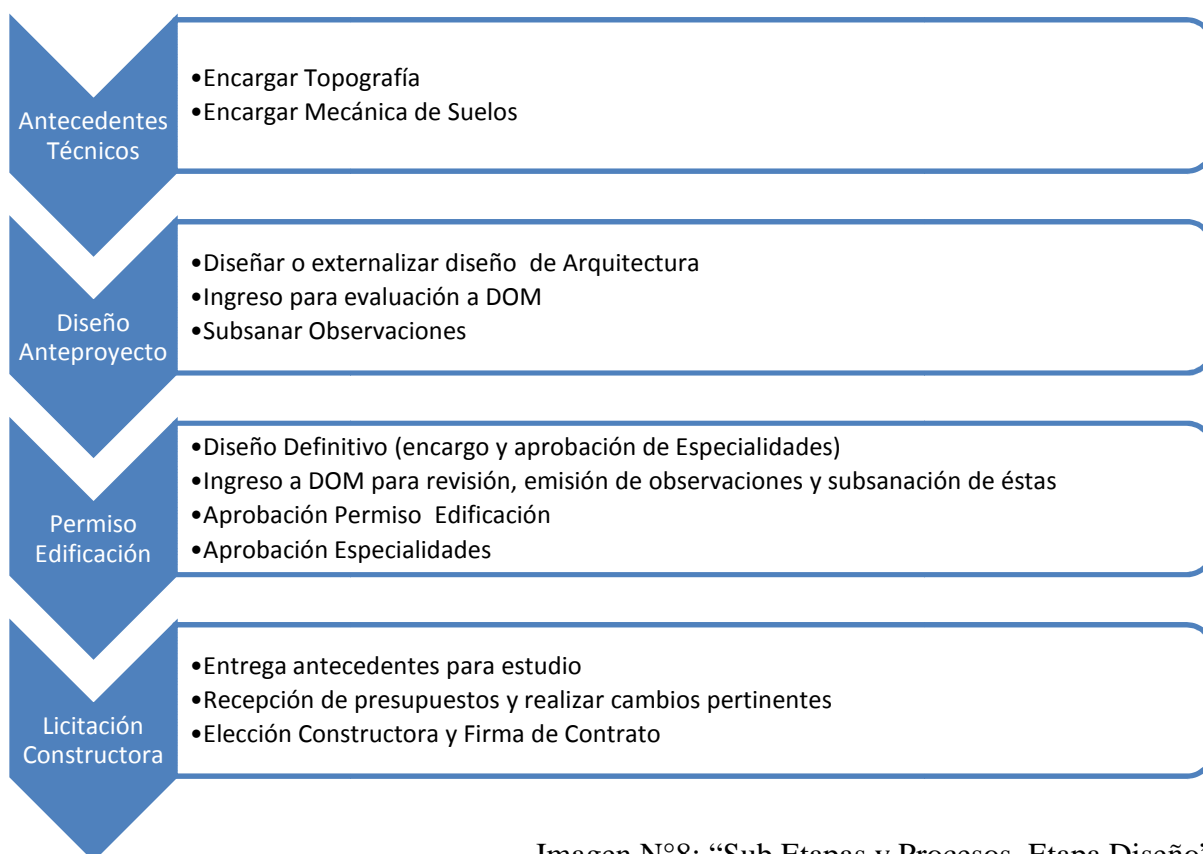 Antecedentes
Técnicos
•Encargar Topografía
•Encargar Mecánica de Suelos
Diseño
Anteproyecto
•Diseñar o externalizar diseño de Arquitectura
•Ingreso para evaluación a DOM
•Subsanar Observaciones
Permiso
Edificación
•Diseño Definitivo (encargo y aprobación de Especialidades)
•Ingreso a DOM para revisión, emisión de observaciones y subsanación de éstas
•Aprobación Permiso Edificación
•Aprobación Especialidades
Licitación
Constructora
•Entrega antecedentes para estudio
•Recepción de presupuestos y realizar cambios pertinentes
•Elección Constructora y Firma de Contrato
Imagen N°8: “Sub Etapas y Procesos, Etapa Diseño”